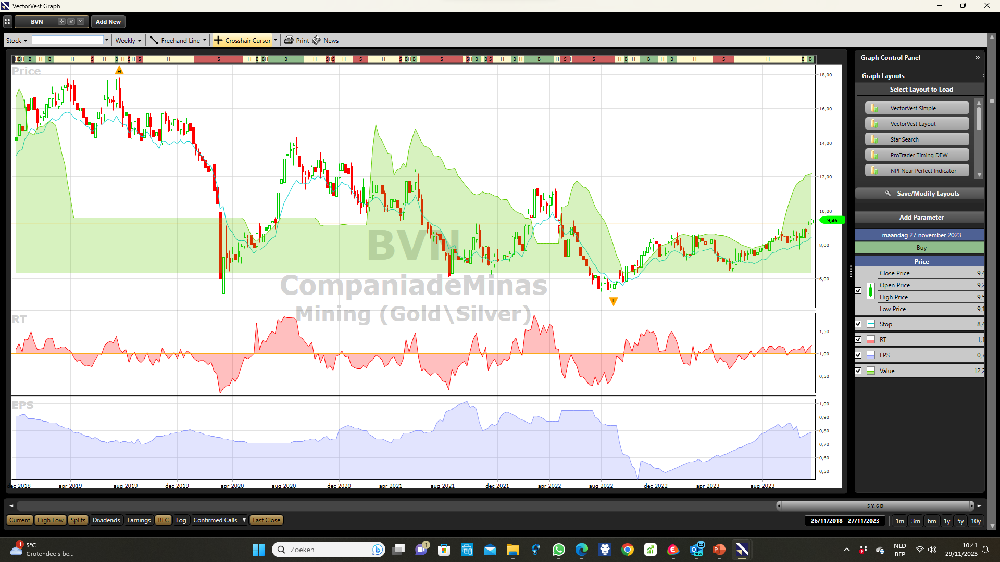 VectorVest Graph
BVN
Add New
Stock
Weekly
Freehand Line
Crosshair Cursor
Print
News
Price
18,00
16,00
14,00
12,00
10,00
9,46
8,00
6,00
BVN
CompaniadeMinas
Mining (Gold\Silver)
RT
1,50
1,00
0,50
EPS
1,00
0,90
0,80
0,70
0,60
0,50
dec 2018 apr 2019 aug 2019 dec 2019 apr 2020 aug 2020 dec 2020 apr 2021 aug 2021 dec 2021 apr 2022 aug 2022 dec 2022 apr 2023 aug 2023
Graph Control Panel
Graph Layouts
Select Layout to Load
VectorVest Simple
VectorVest Layout
Star Search
ProTrader Timing DEW
NPI Near Perfect Indicator
Save/Modify Layouts
Add Parameter
maandag 27 november 2023
Buy
Price
Close Price 9,4
Open Price 9,2
High Price 9,5
Low Price 9,1
Stop 8,4
RT 1,1
EPS 0,7
Value 12,2
5 Y, 6 D
Current High Low Splits Dividends Earnings REC Log Confirmed Calls Last Close
26/11/2018 - 27/11/2023 1m 3m 6m 1y 5y 10y
1
5°C
Grotendeels be...
Zoeken
1
NEW
NLD
BEP
10:41
29/11/2023